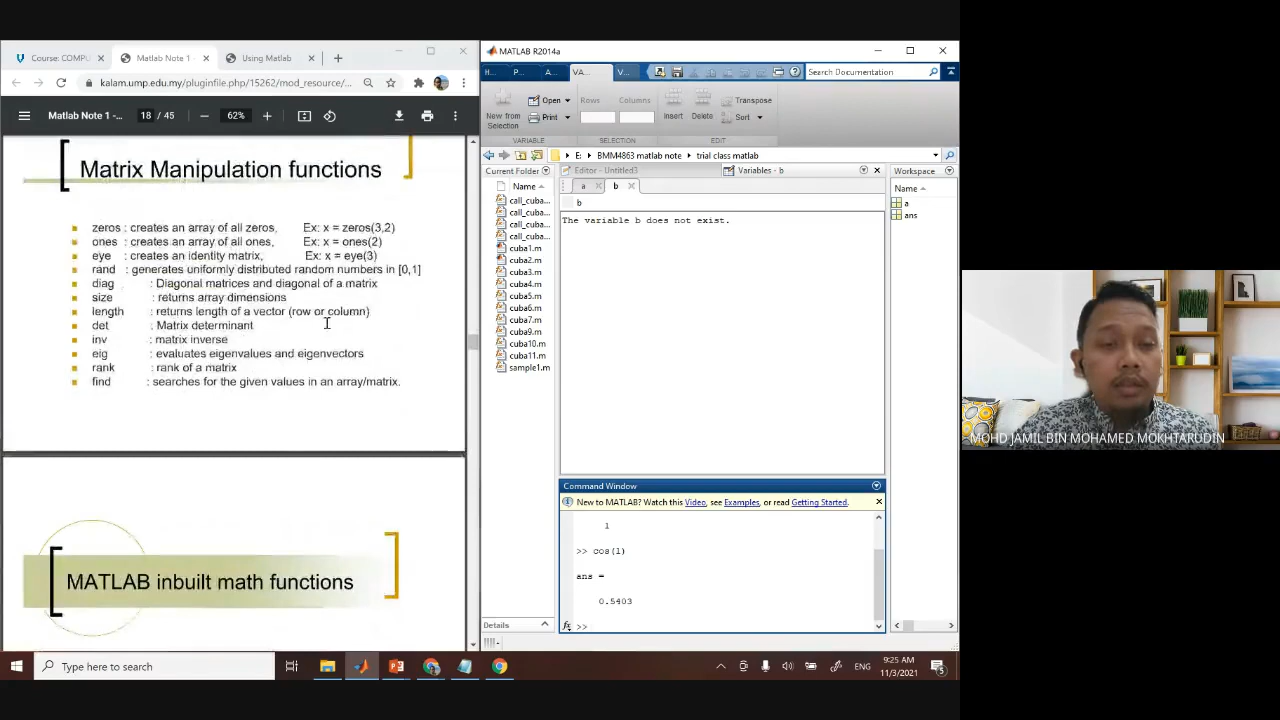 Course: COMPU
Matlab Note 1 -
Using Matlab
kalam.ump.edu.my/pluginfile.php/15262/mod_resource/...
Matlab Note 1 -...
18 / 45
62%
Matrix Manipulation functions
zeros : creates an array of all zeros, Ex: x = zeros(3,2)
ones : creates an array of all ones, Ex: x = ones(2)
eye : creates an identity matrix, Ex: x = eye(3)
rand : generates uniformly distributed random numbers in [0,1]
diag : Diagonal matrices and diagonal of a matrix
size : returns array dimensions
length : returns length of a vector (row or column)
det : Matrix determinant
inv : matrix inverse
eig : evaluates eigenvalues and eigenvectors
rank : rank of a matrix
find : searches for the given values in an array/matrix.
MATLAB inbuilt math functions
MATLAB R2014a
H... P... A... VA... V...
Search Documentation
New from Selection
Open
Print
Rows Columns
Insert
Delete
Transpose
Sort
VARIABLE SELECTION EDIT
E: BMM4863 matlab note trial class matlab
Current Folder
Name
call_cuba...
call_cuba...
call_cuba...
call_cuba...
cuba1.m
cuba2.m
cuba3.m
cuba4.m
cuba5.m
cuba6.m
cuba7.m
cuba9.m
cuba10.m
cuba11.m
sample1.m
Details
Editor - Untitled3
Variables - b
a
b
b
The variable b does not exist.
Workspace
Name
a
ans
Command Window
New to MATLAB? Watch this Video, see Examples, or read Getting Started.
1
>> cos(1)
ans =
0.5403
fx >>
MOHD JAMIL BIN MOHAMED MOKHTARUDIN
Type here to search
ENG
9:25 AM
11/3/2021
5